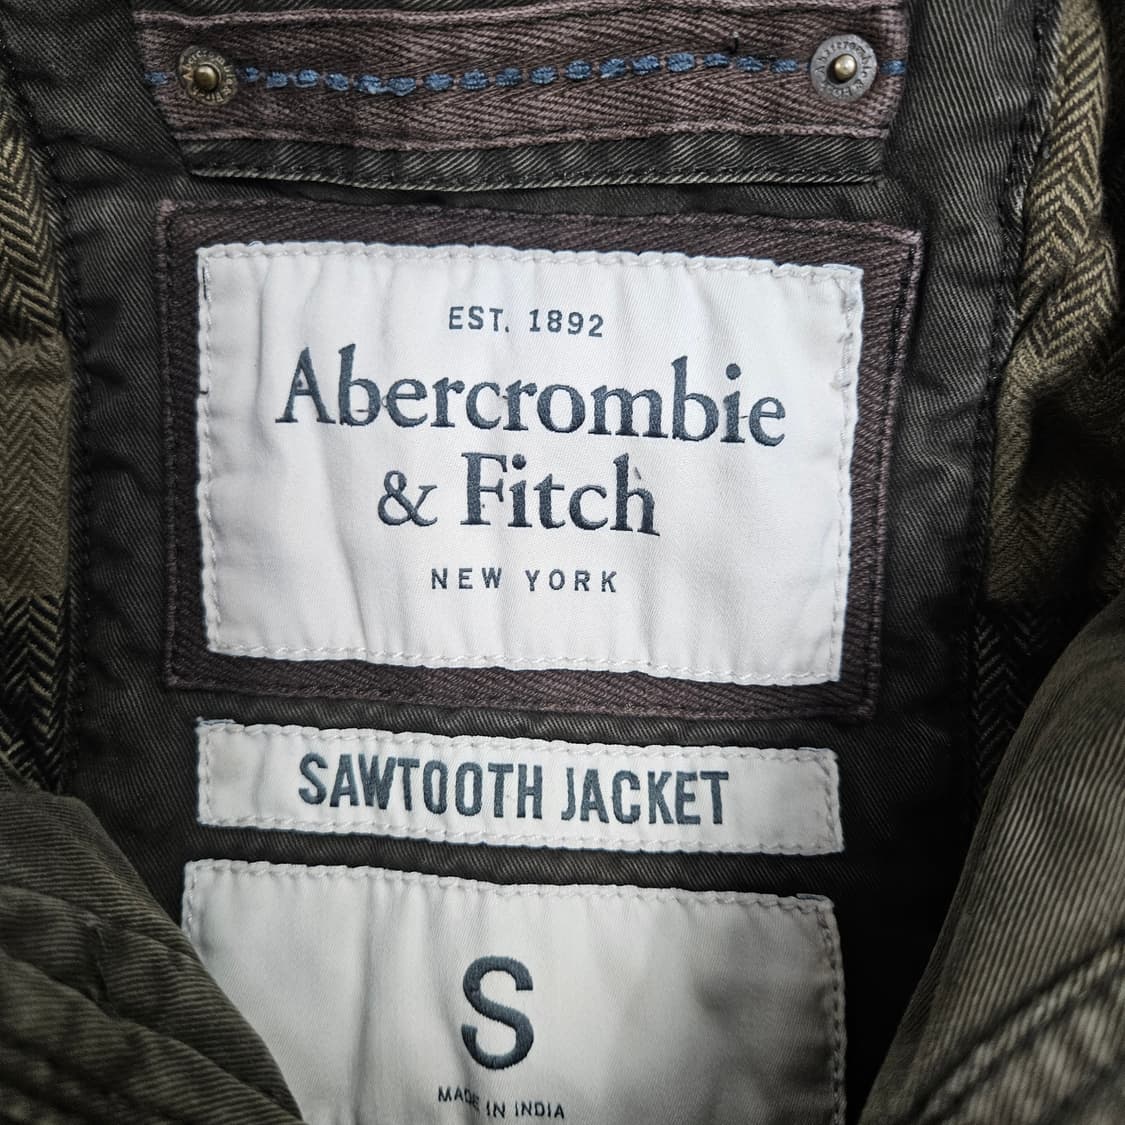 EST. 1892
Abercrombie
& Fitch
NEW YORK
SAWTOOTH JACKET
S
MADE IN INDIA